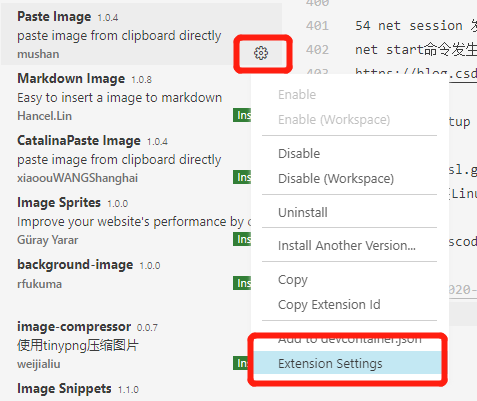 Paste Image 1.0.4
paste image from clipboard directly
mushan
Markdown Image 1.0.8
Easy to insert a image to markdown
Hancel.Lin
Ins
CatalinaPaste Image 1.0.4
paste image from clipboard directly
xiaoouWANGShanghai
Ins
Image Sprites 1.0.0
Improve your website's performance by c
Güray Yarar
Ins
background-image 1.0.0
rfukuma
Ins
image-compressor 0.0.7
使用tinypng压缩图片
weijialiu
Ins
Image Snippets 1.1.0
400
401 54 net session 发
402 net start命令发生
403 https://blog.csd
Enable
Enable (Workspace)
Disable
Disable (Workspace)
Uninstall
Install Another Version...
Copy
Copy Extension Id
Add to devcontainer.json
Extension Settings
tup
sl.g
Linu
scod
020-